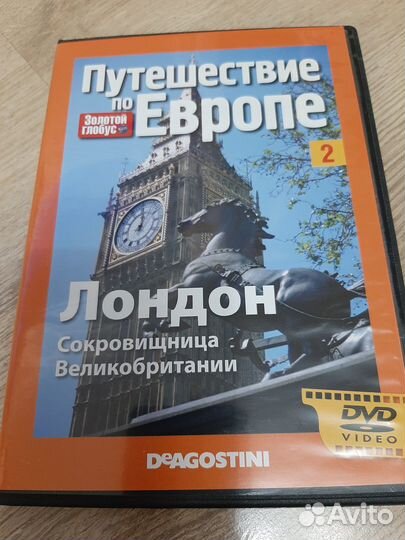 Путешествие
по
Европе
Золотой
глобус
2
Лондон
Сокровищница
Великобритании
DVD
VIDEO
DeAGOSTINI
Avito